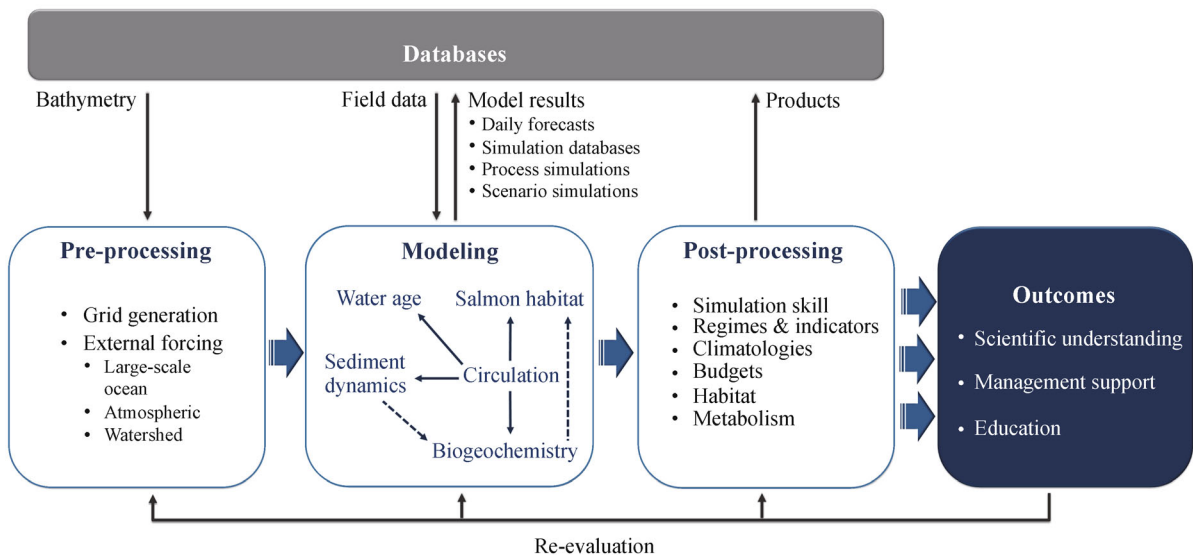 Databases
Bathymetry
Field data
Model results
• Daily forecasts
• Simulation databases
• Process simulations
• Scenario simulations
Products
Pre-processing
• Grid generation
• External forcing
• Large-scale
ocean
• Atmospheric
• Watershed
Modeling
Water age
Salmon habitat
Sediment
dynamics
Circulation
Biogeochemistry
Post-processing
• Simulation skill
• Regimes & indicators
• Climatologies
• Budgets
• Habitat
• Metabolism
Outcomes
• Scientific understanding
• Management support
• Education
Re-evaluation